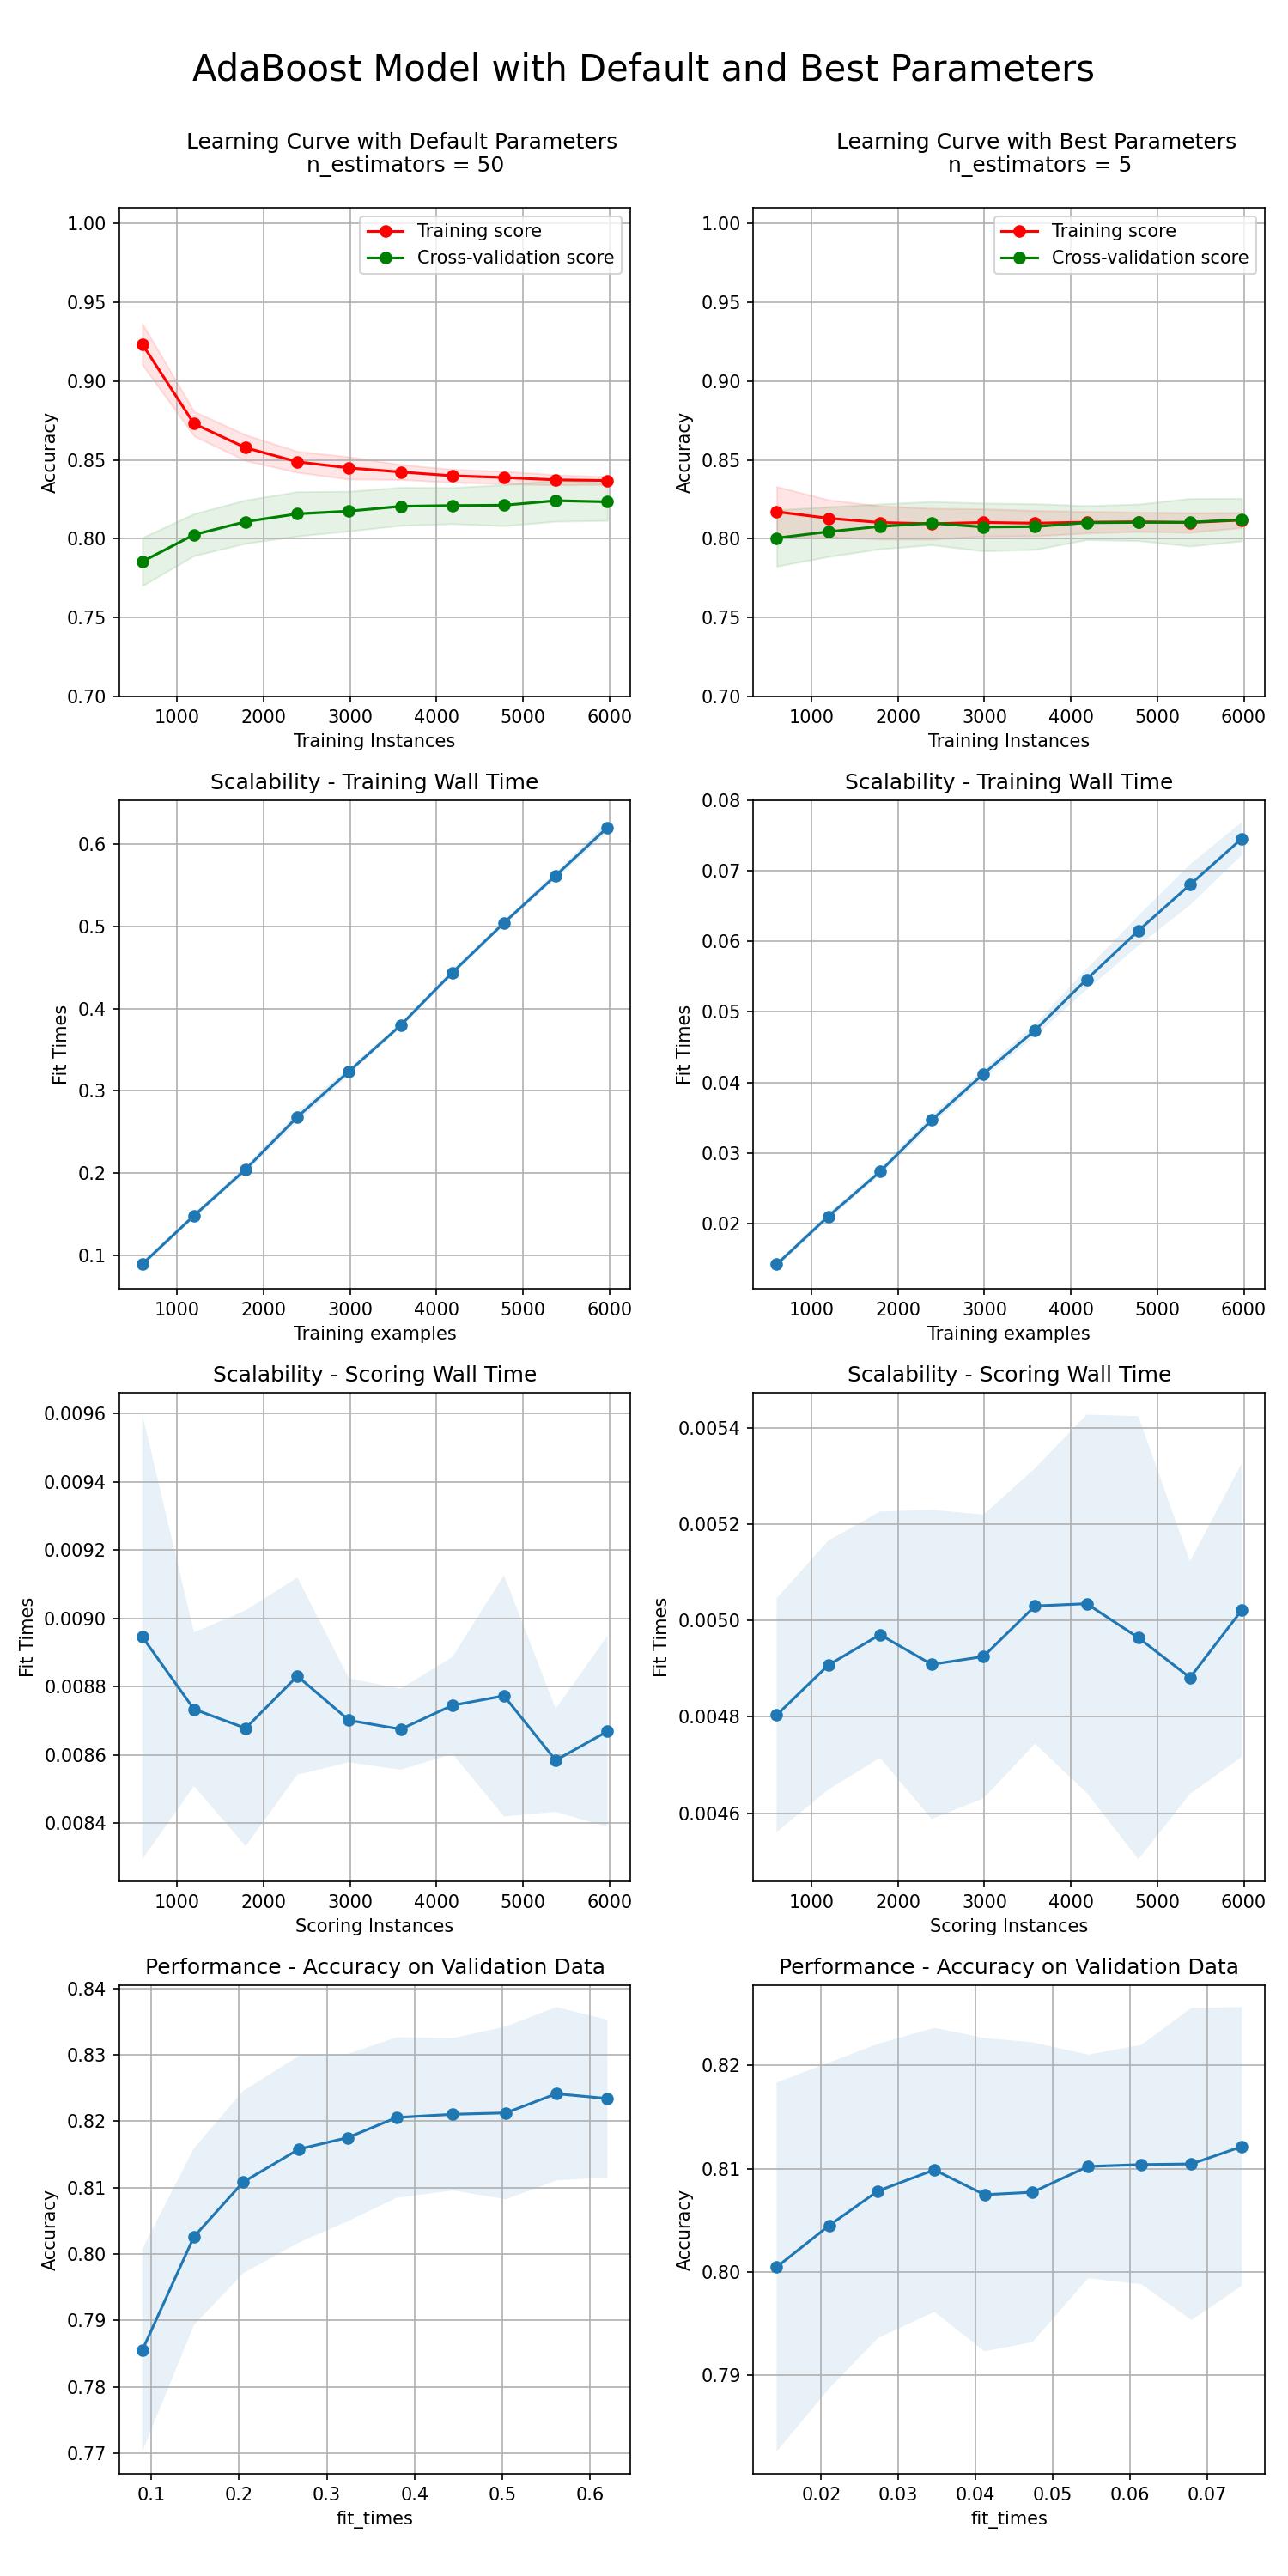 AdaBoost Model with Default and Best Parameters
Learning Curve with Default Parameters
n_estimators = 50
1.00
0.95
0.90
0.85
0.80
0.75
0.70
Accuracy
Training score
Cross-validation score
1000 2000 3000 4000 5000 6000
Training Instances
Learning Curve with Best Parameters
n_estimators = 5
1.00
0.95
0.90
0.85
0.80
0.75
0.70
Accuracy
Training score
Cross-validation score
1000 2000 3000 4000 5000 6000
Training Instances
Scalability - Training Wall Time
0.6
0.5
0.4
0.3
0.2
0.1
Fit Times
1000 2000 3000 4000 5000 6000
Training examples
Scalability - Training Wall Time
0.08
0.07
0.06
0.05
0.04
0.03
0.02
Fit Times
1000 2000 3000 4000 5000 6000
Training examples
Scalability - Scoring Wall Time
0.0096
0.0094
0.0092
0.0090
0.0088
0.0086
0.0084
Fit Times
1000 2000 3000 4000 5000 6000
Scoring Instances
Scalability - Scoring Wall Time
0.0054
0.0052
0.0050
0.0048
0.0046
Fit Times
1000 2000 3000 4000 5000 6000
Scoring Instances
Performance - Accuracy on Validation Data
0.84
0.83
0.82
0.81
0.80
0.79
0.78
0.77
Accuracy
0.1 0.2 0.3 0.4 0.5 0.6
fit_times
Performance - Accuracy on Validation Data
0.82
0.81
0.80
0.79
Accuracy
0.02 0.03 0.04 0.05 0.06 0.07
fit_times